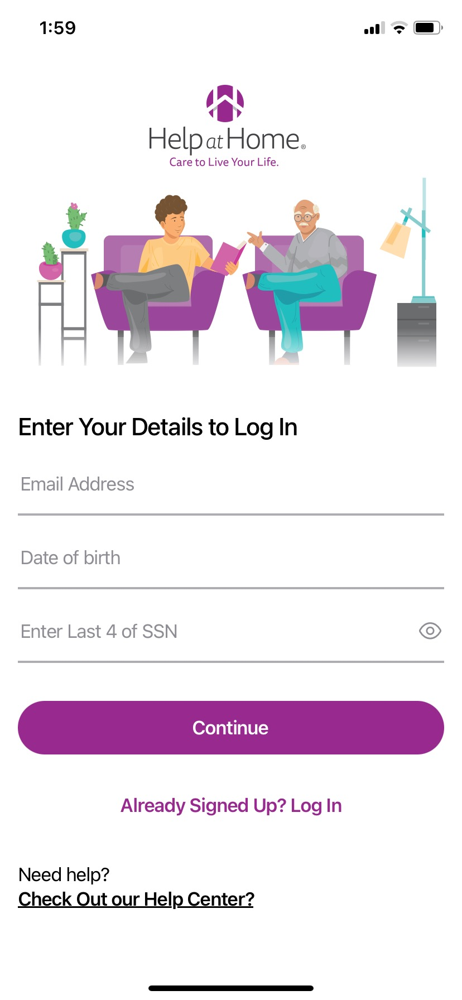 1:59
Help at Home®
Care to Live Your Life.
Enter Your Details to Log In
Email Address
Date of birth
Enter Last 4 of SSN
Continue
Already Signed Up? Log In
Need help?
Check Out our Help Center?